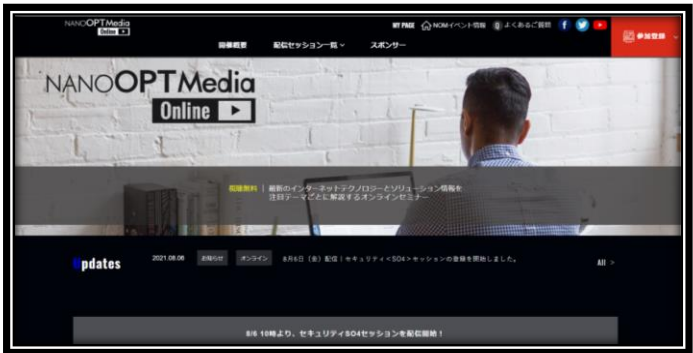 NANO OPT Media
Online
MY PAGE
NOMイベント情報
よくあるご質問
参加登録
開催概要
配信セッション一覧
スポンサー
NANO OPT Media
Online
視聴無料 | 最新のインターネットテクノロジーとソリューション情報を
注目テーマごとに解説するオンラインセミナー
Updates
2021.08.06
お知らせ
オンライン
8月6日（金）配信 | セキュリティ<SO4>セッションの登録を開始しました。
All >
8/6 10時より、セキュリティSO4セッションを配信開始！